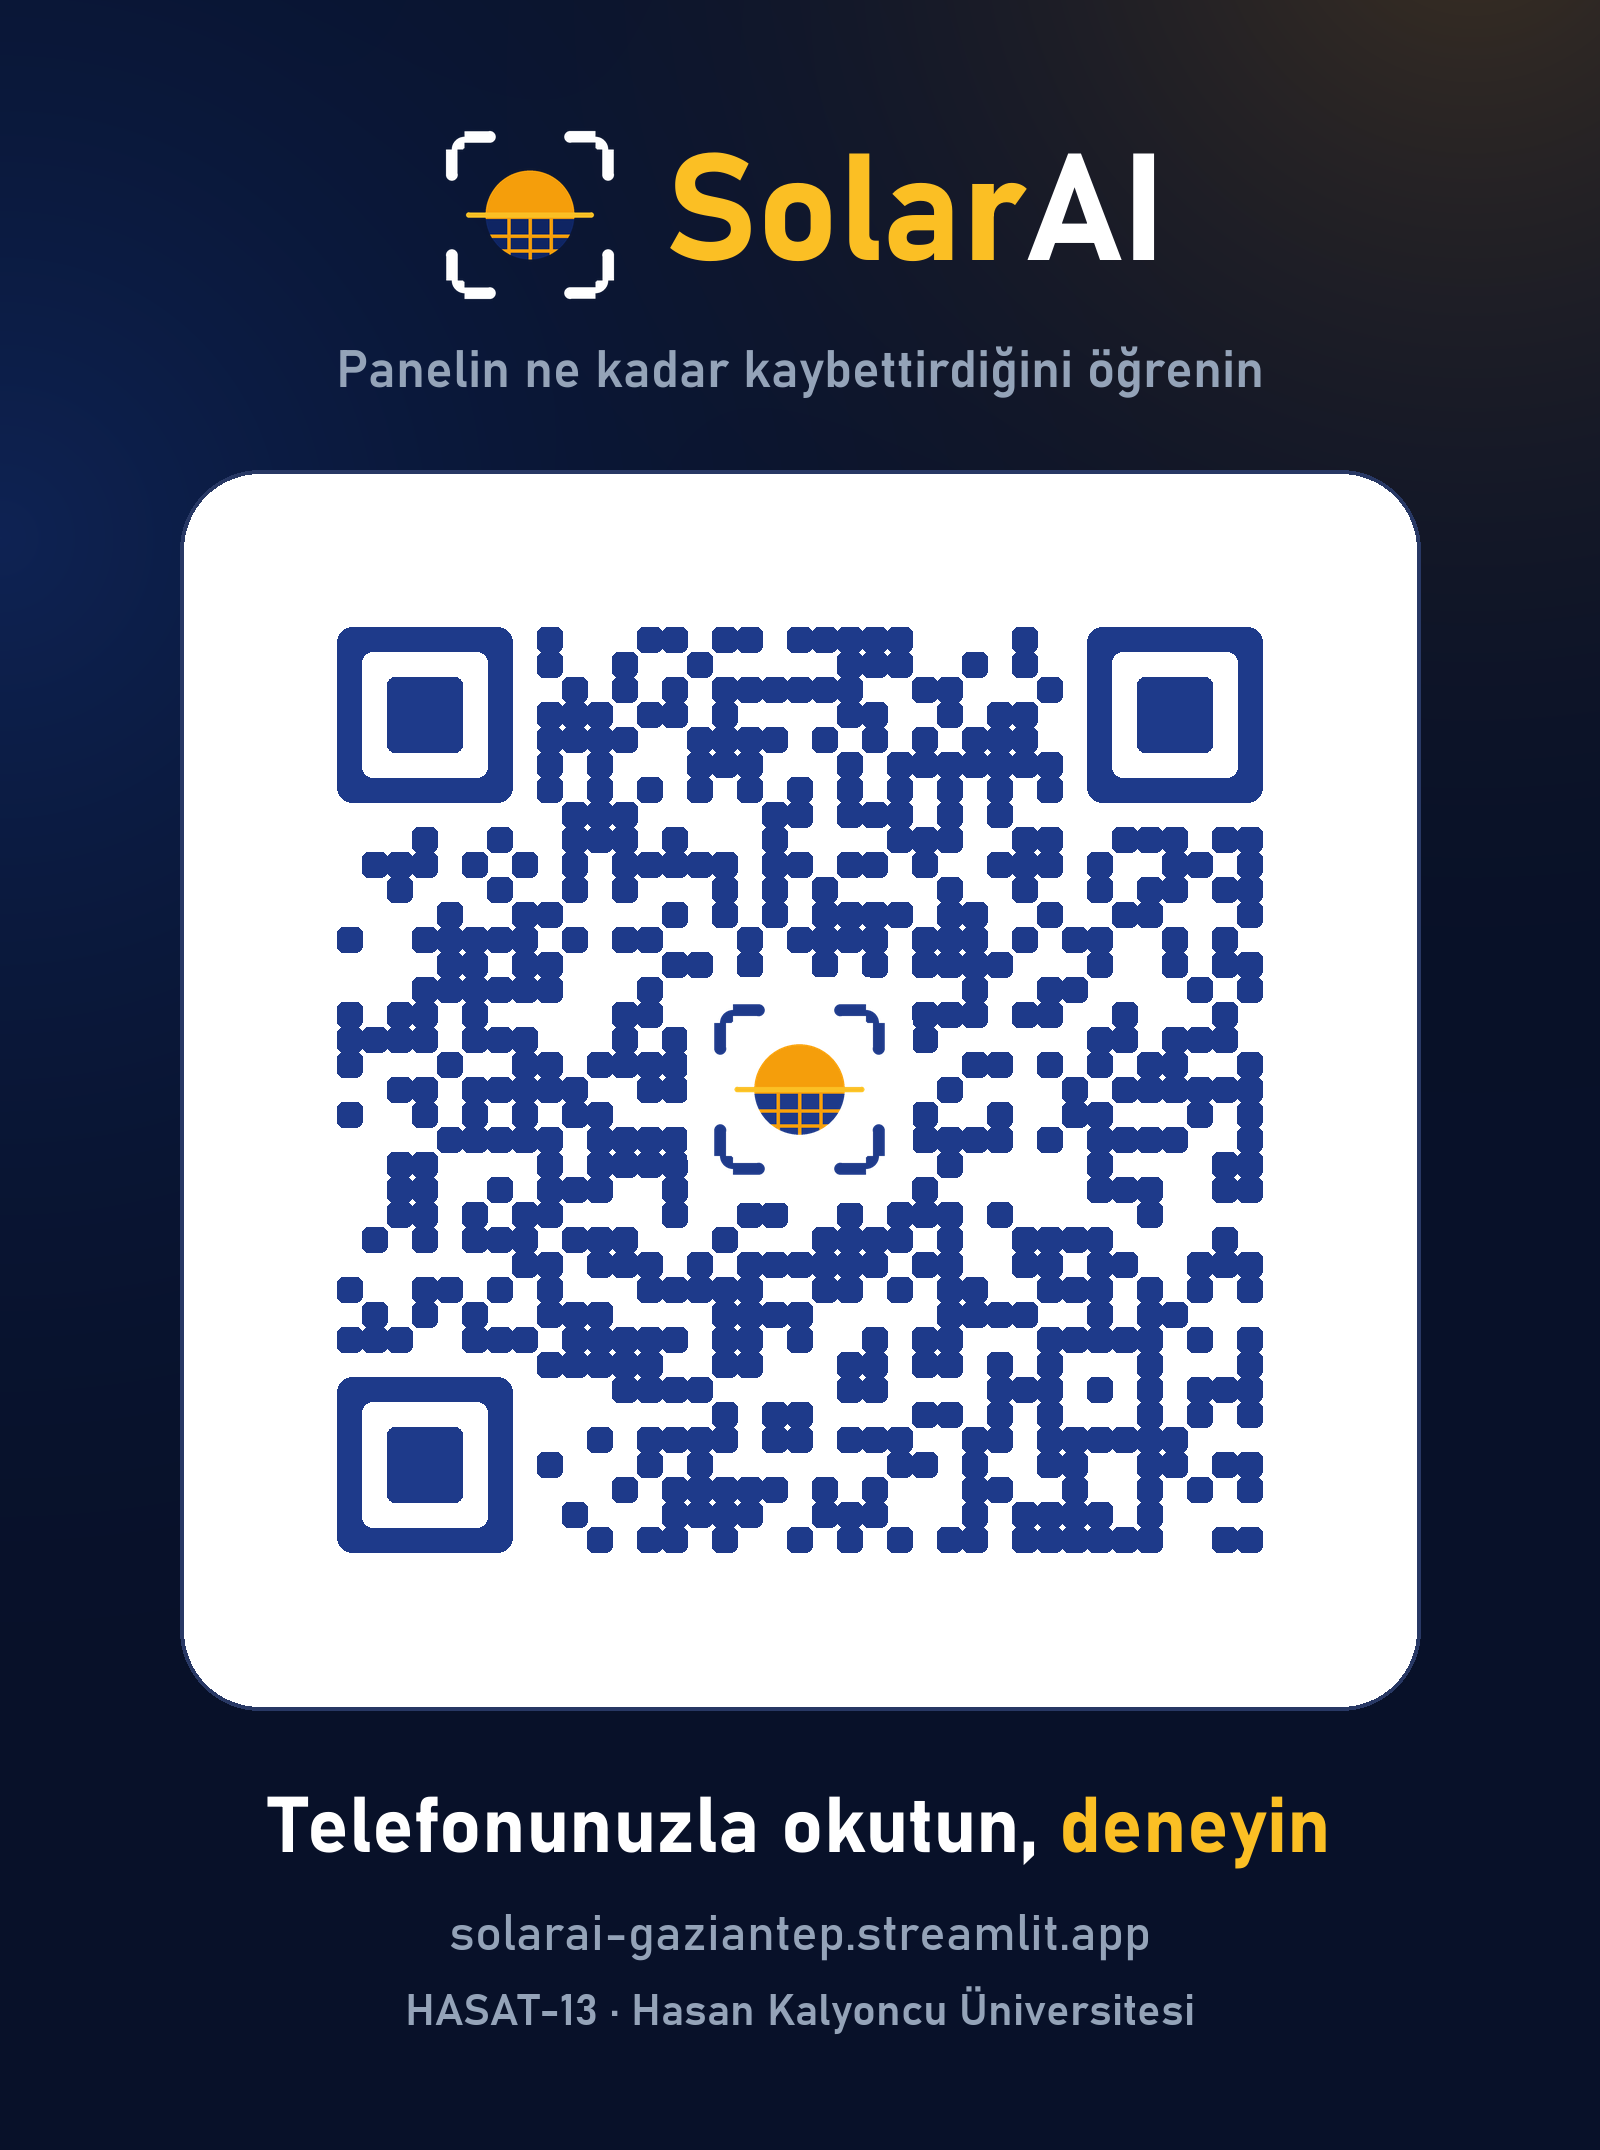 SolarAI
Panelin ne kadar kaybettirdiğini öğrenin
Telefonunuzla okutun, deneyin
solarai-gaziantep.streamlit.app
HASAT-13 · Hasan Kalyoncu Üniversitesi